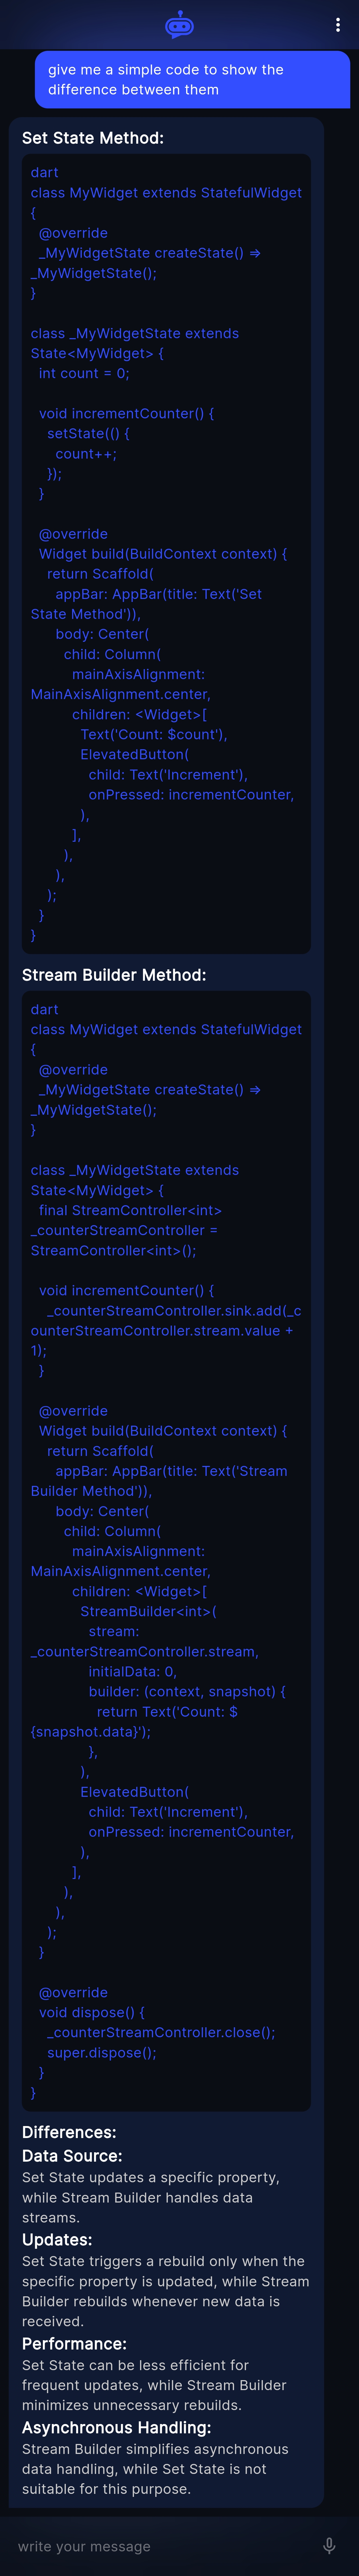 give me a simple code to show the
difference between them
Set State Method:
dart
class MyWidget extends StatefulWidget
{
  @override
  _MyWidgetState createState() =>
_MyWidgetState();
}

class _MyWidgetState extends
State<MyWidget> {
  int count = 0;

  void incrementCounter() {
    setState(() {
      count++;
    });
  }

  @override
  Widget build(BuildContext context) {
    return Scaffold(
      appBar: AppBar(title: Text('Set
State Method')),
      body: Center(
        child: Column(
          mainAxisAlignment:
MainAxisAlignment.center,
          children: <Widget>[
            Text('Count: $count'),
            ElevatedButton(
              child: Text('Increment'),
              onPressed: incrementCounter,
            ),
          ],
        ),
      ),
    );
  }
}
Stream Builder Method:
dart
class MyWidget extends StatefulWidget
{
  @override
  _MyWidgetState createState() =>
_MyWidgetState();
}

class _MyWidgetState extends
State<MyWidget> {
  final StreamController<int>
_counterStreamController =
StreamController<int>();

  void incrementCounter() {
    _counterStreamController.sink.add(_c
ounterStreamController.stream.value +
1);
  }

  @override
  Widget build(BuildContext context) {
    return Scaffold(
      appBar: AppBar(title: Text('Stream
Builder Method')),
      body: Center(
        child: Column(
          mainAxisAlignment:
MainAxisAlignment.center,
          children: <Widget>[
            StreamBuilder<int>(
              stream:
_counterStreamController.stream,
              initialData: 0,
              builder: (context, snapshot) {
                return Text('Count: $
{snapshot.data}');
              },
            ),
            ElevatedButton(
              child: Text('Increment'),
              onPressed: incrementCounter,
            ),
          ],
        ),
      ),
    );
  }

  @override
  void dispose() {
    _counterStreamController.close();
    super.dispose();
  }
}
Differences:
Data Source:
Set State updates a specific property,
while Stream Builder handles data
streams.
Updates:
Set State triggers a rebuild only when the
specific property is updated, while Stream
Builder rebuilds whenever new data is
received.
Performance:
Set State can be less efficient for
frequent updates, while Stream Builder
minimizes unnecessary rebuilds.
Asynchronous Handling:
Stream Builder simplifies asynchronous
data handling, while Set State is not
suitable for this purpose.
write your message